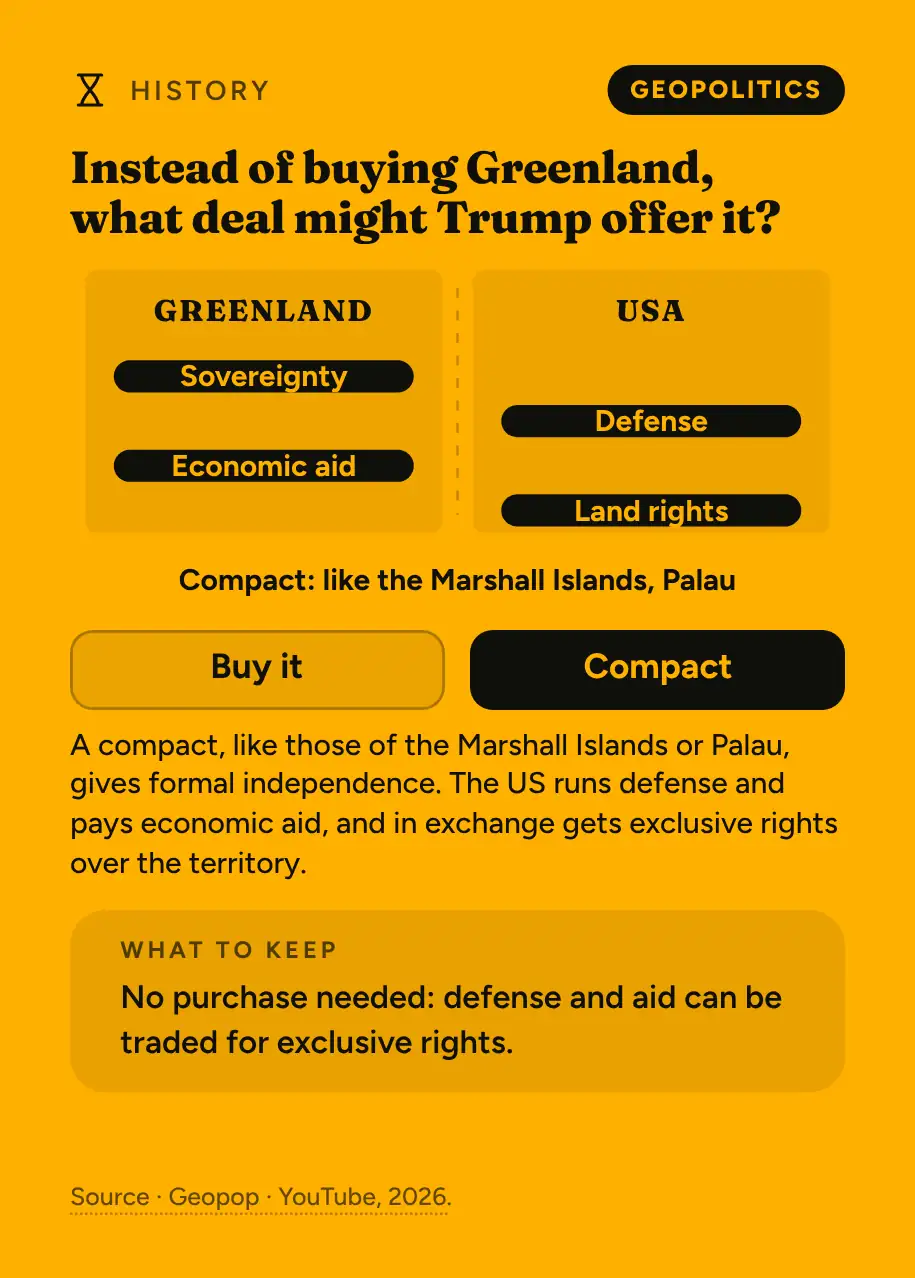 HISTORY
GEOPOLITICS
Instead of buying Greenland,
what deal might Trump offer it?
GREENLAND
Sovereignty
Economic aid
USA
Defense
Land rights
Compact: like the Marshall Islands, Palau
Buy it
Compact
A compact, like those of the Marshall Islands or Palau,
gives formal independence. The US runs defense and
pays economic aid, and in exchange gets exclusive rights
over the territory.
WHAT TO KEEP
No purchase needed: defense and aid can be
traded for exclusive rights.
Source · Geopop · YouTube, 2026.